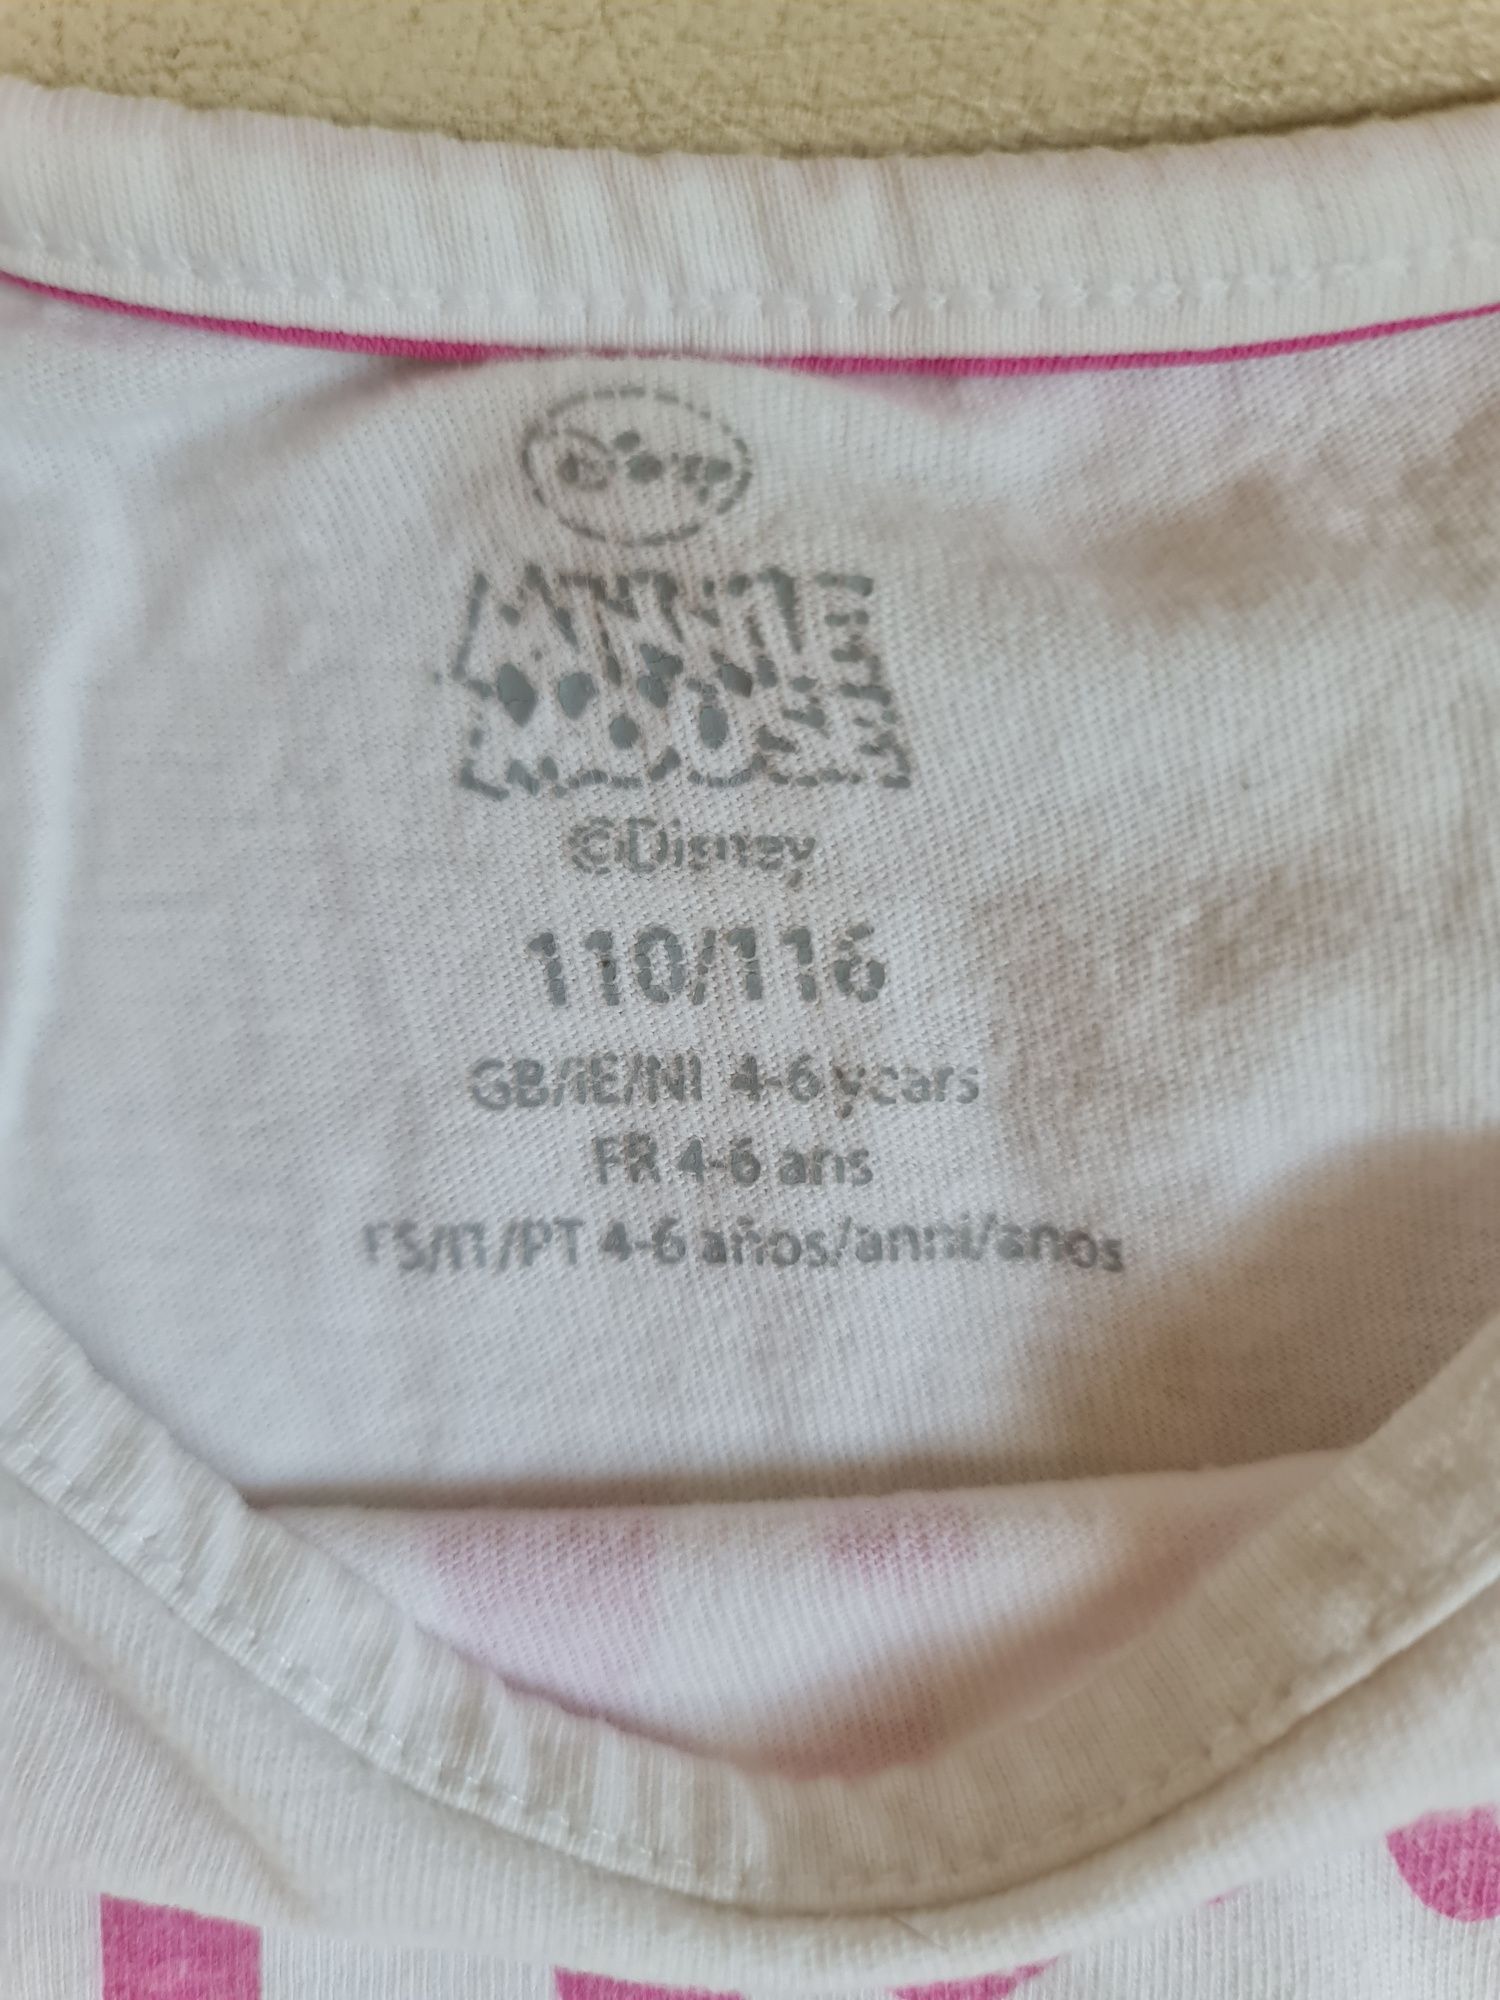 Disney
MINNIE
MOUSE
©Disney
110/116
GB/IE/NI 4-6 years
FR 4-6 ans
ES/IT/PT 4-6 años/anni/anos